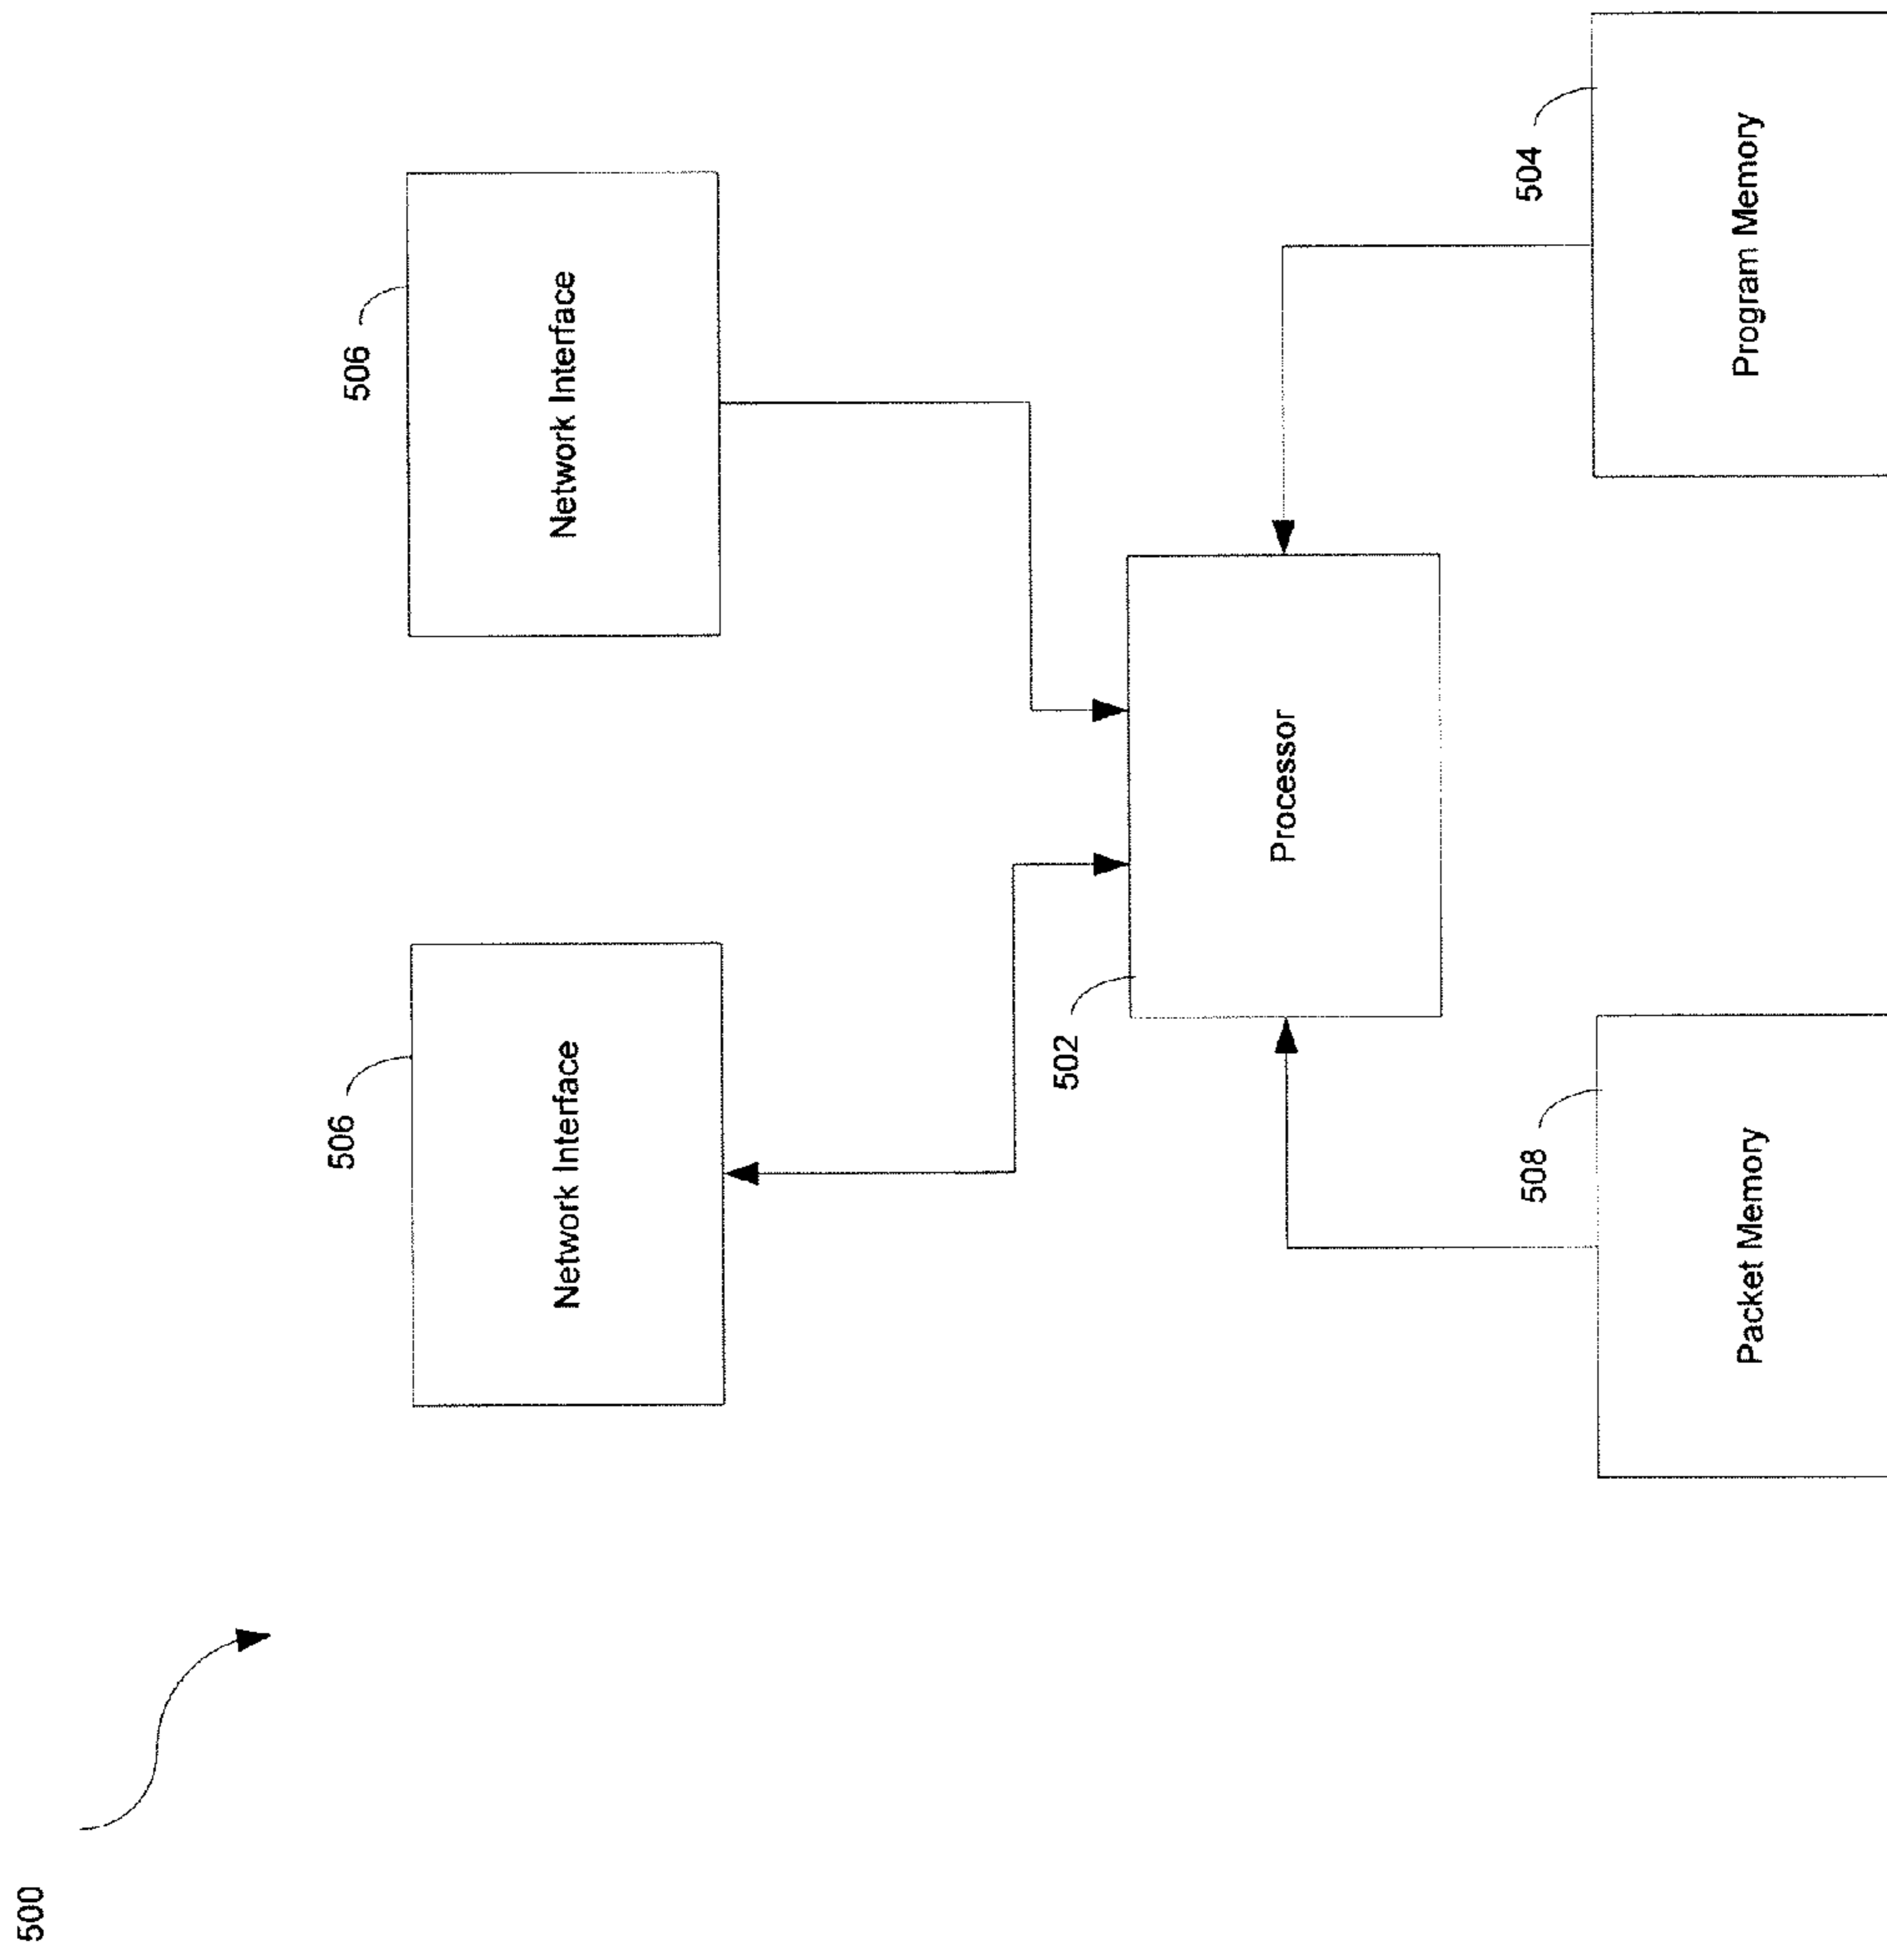 500
506
Network Interface
506
Network Interface
502
Processor
508
Packet Memory
504
Program Memory